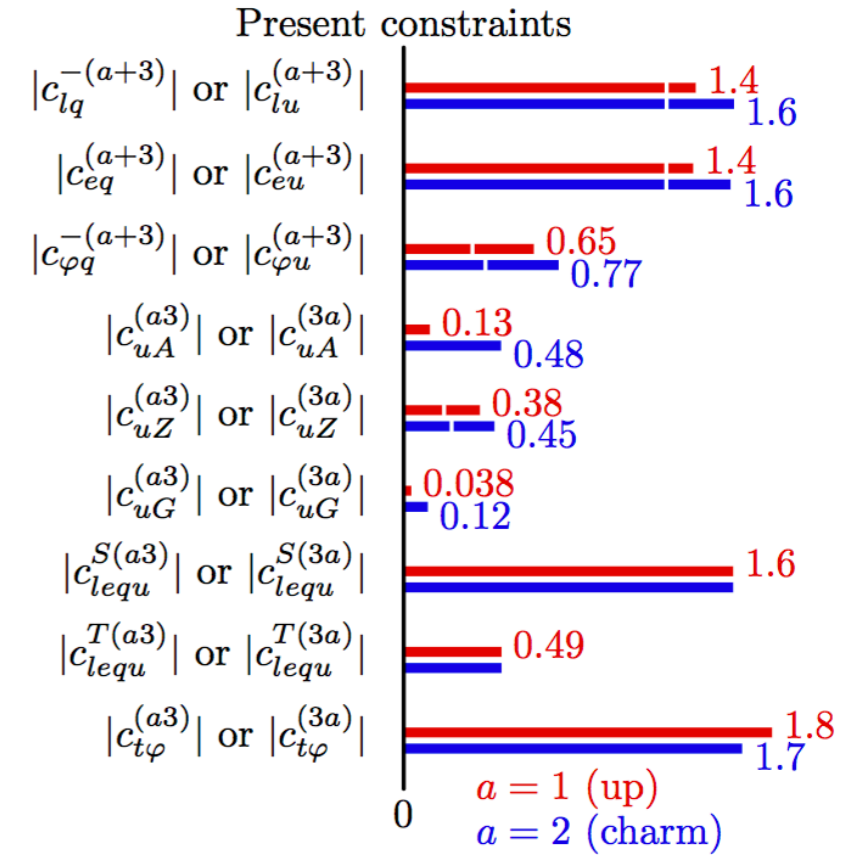 Present constraints
|c_{lq}^{-(a+3)}| or |c_{lu}^{(a+3)}| 1.4
1.6
|c_{eq}^{(a+3)}| or |c_{eu}^{(a+3)}| 1.4
1.6
|c_{φq}^{-(a+3)}| or |c_{φu}^{(a+3)}| 0.65
0.77
|c_{uA}^{(a3)}| or |c_{uA}^{(3a)}| 0.13
0.48
|c_{uZ}^{(a3)}| or |c_{uZ}^{(3a)}| 0.38
0.45
|c_{uG}^{(a3)}| or |c_{uG}^{(3a)}| 0.038
0.12
|c_{lequ}^{S(a3)}| or |c_{lequ}^{S(3a)}| 1.6
|c_{lequ}^{T(a3)}| or |c_{lequ}^{T(3a)}| 0.49
|c_{tφ}^{(a3)}| or |c_{tφ}^{(3a)}| 1.8
1.7
a = 1 (up)
0
a = 2 (charm)